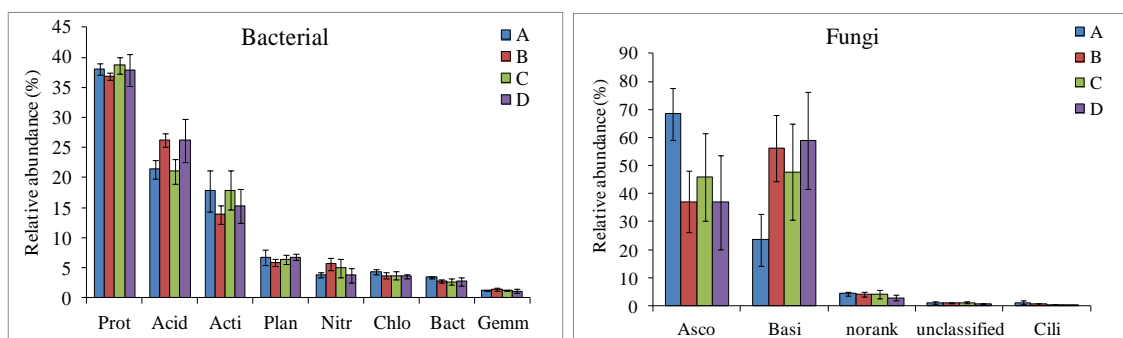 Bacterial
A
B
C
D
Relative abundance (%)
45
40
35
30
25
20
15
10
5
0
Prot Acid Acti Plan Nitr Chlo Bact Gemm
Fungi
A
B
C
D
Relative abundance (%)
90
80
70
60
50
40
30
20
10
0
Asco Basi norank unclassified Cili